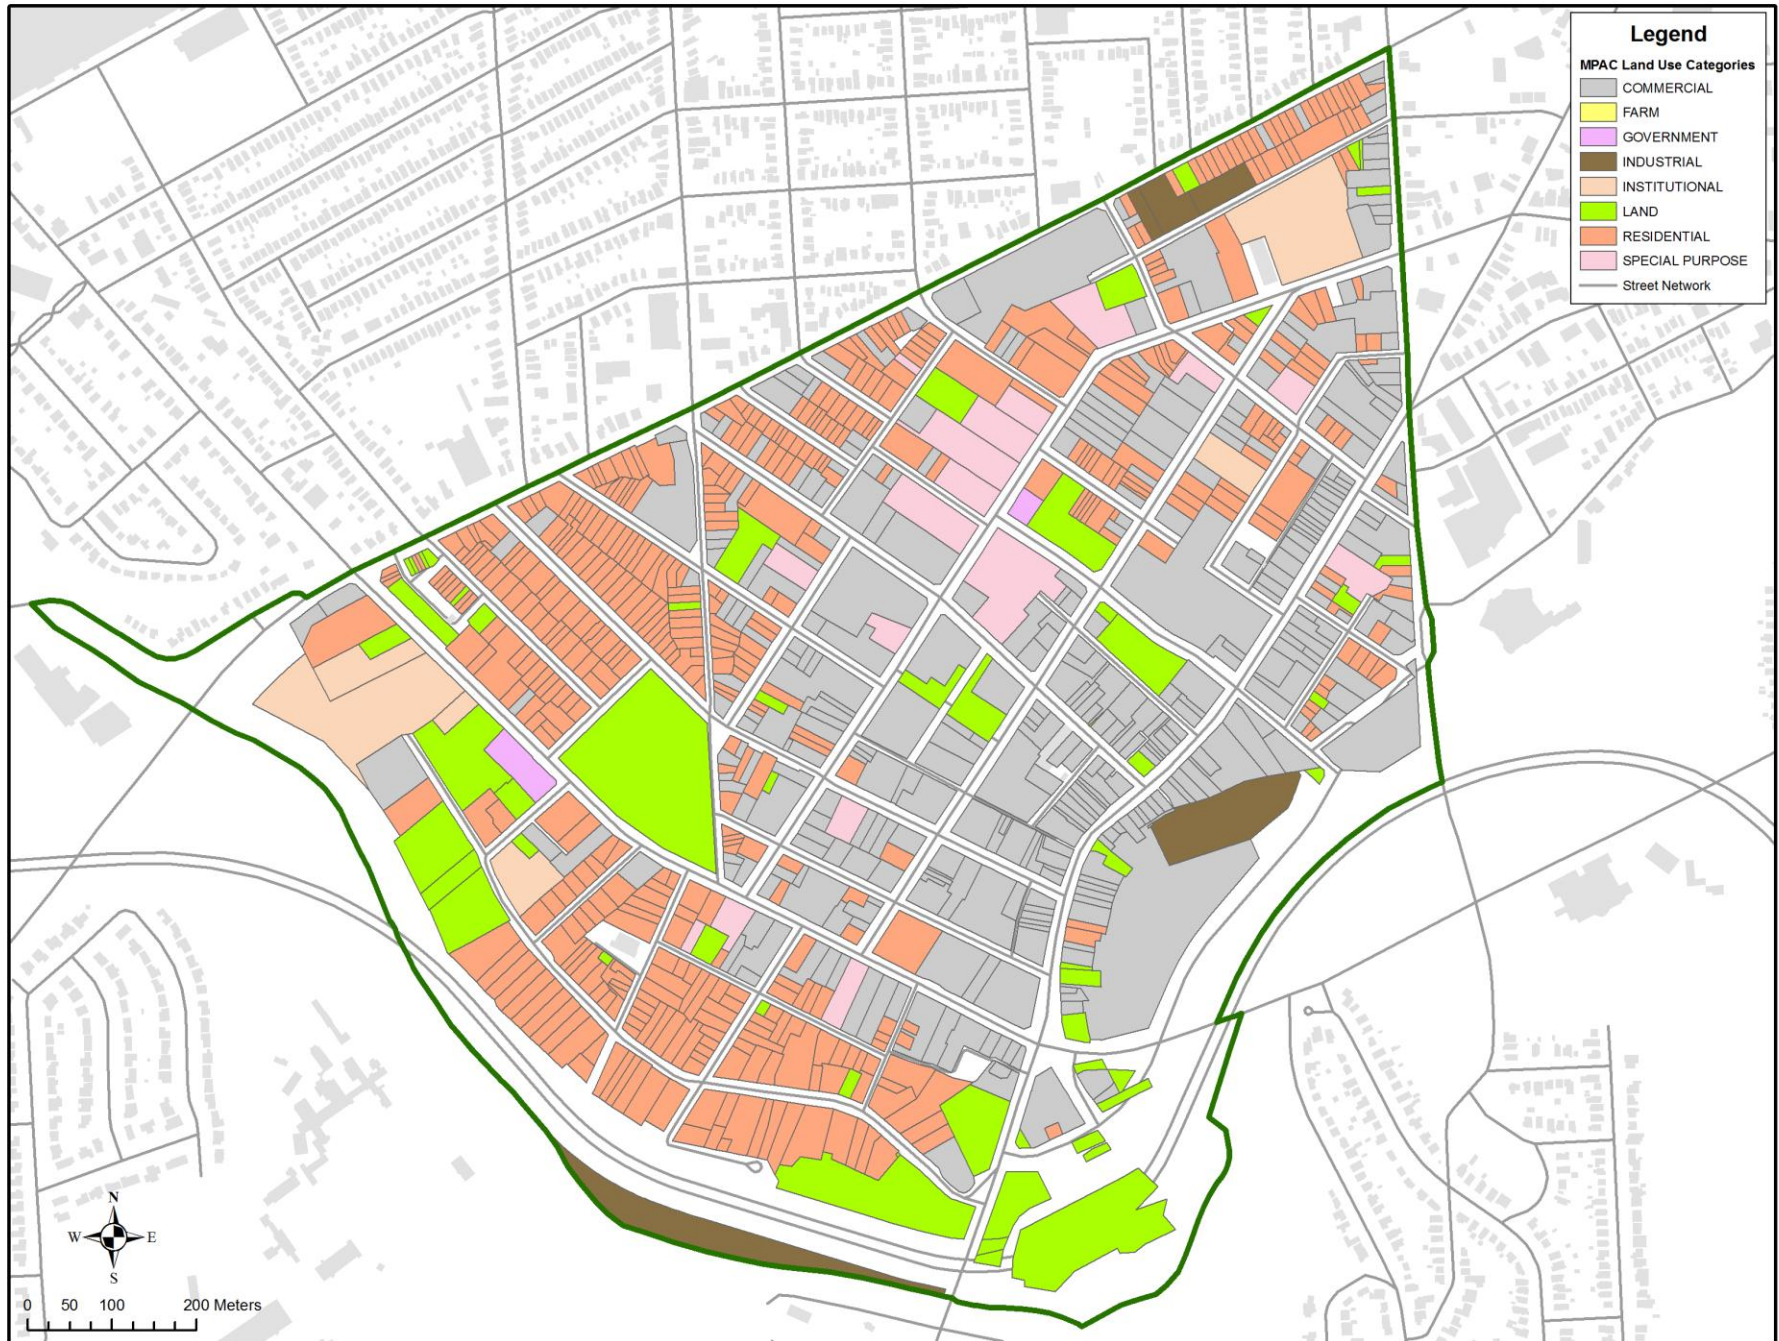 Legend
MPAC Land Use Categories
COMMERCIAL
FARM
GOVERNMENT
INDUSTRIAL
INSTITUTIONAL
LAND
RESIDENTIAL
SPECIAL PURPOSE
Street Network
N
W E
S
0 50 100 200 Meters